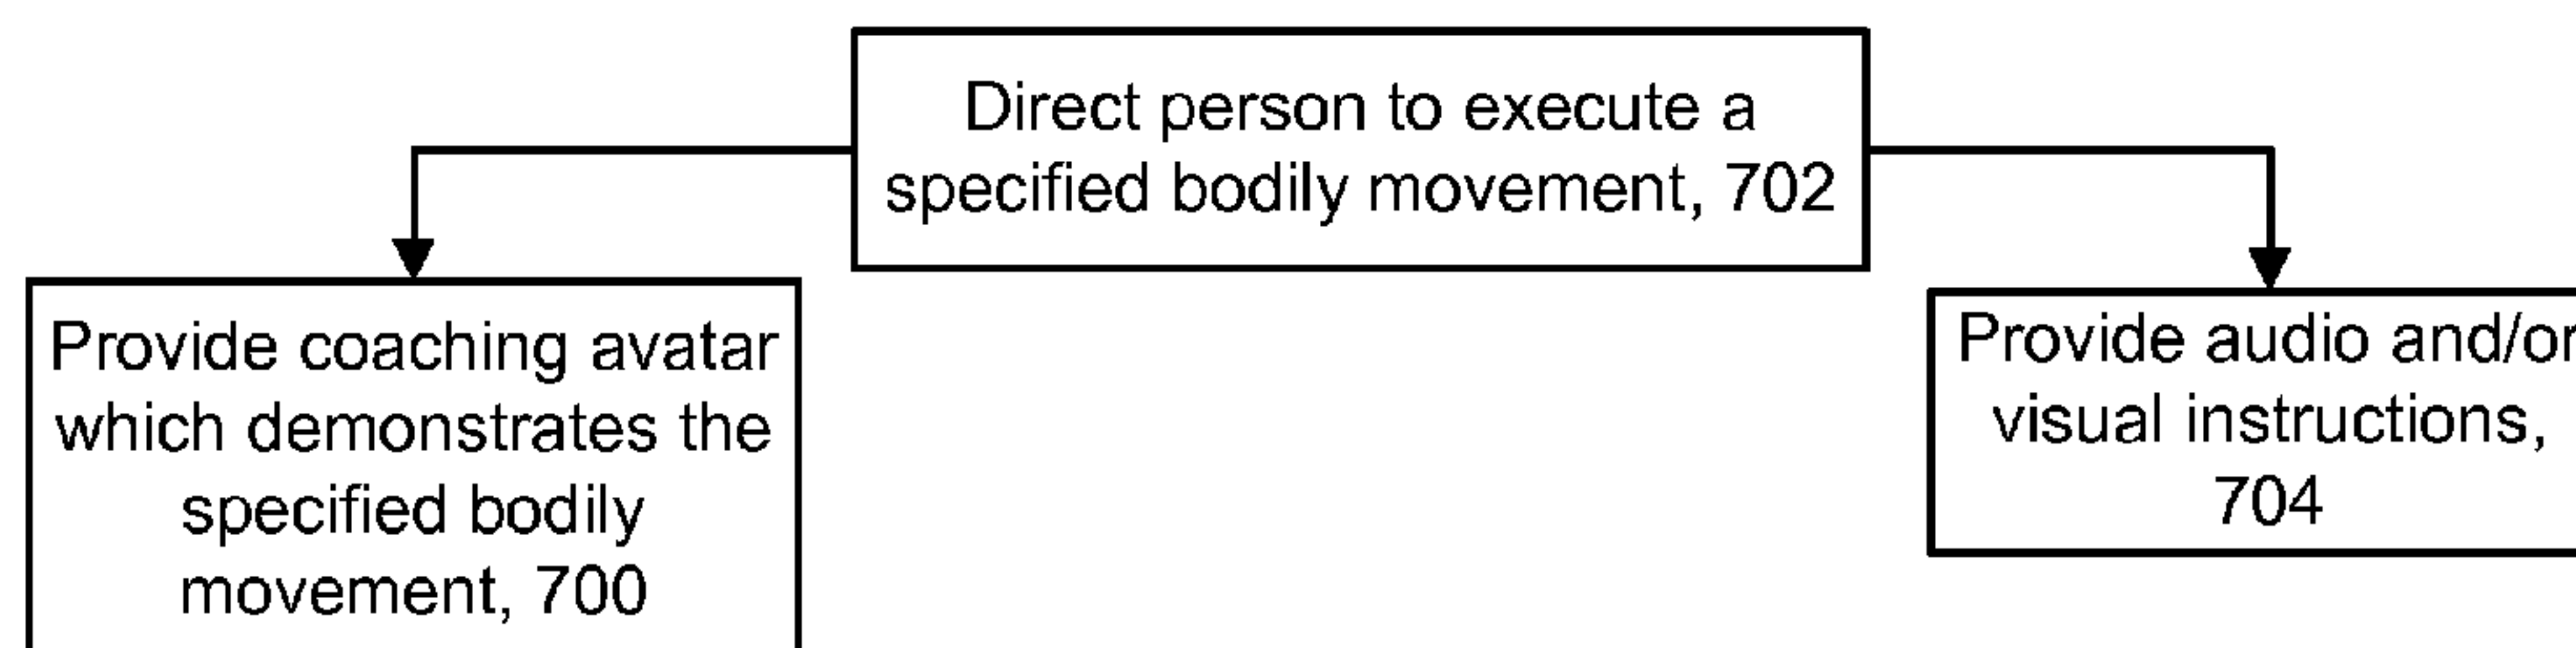 Direct person to execute a
specified bodily movement, 702
Provide coaching avatar
which demonstrates the
specified bodily
movement, 700
Provide audio and/or
visual instructions,
704